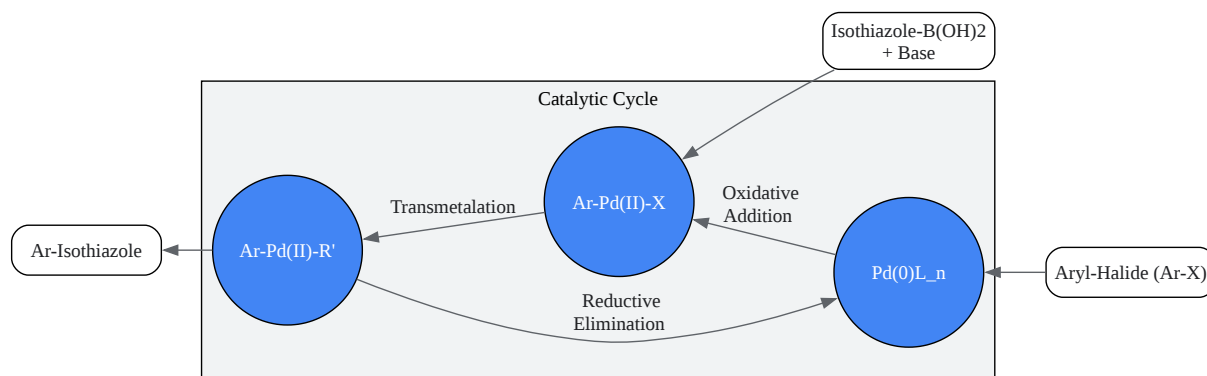 Isothiazole-B(OH)2
+ Base
Catalytic Cycle
Ar-Pd(II)-X
Oxidative
Addition
Transmetalation
Ar-Isothiazole
Ar-Pd(II)-R'
Pd(0)L_n
Aryl-Halide (Ar-X)
Reductive
Elimination